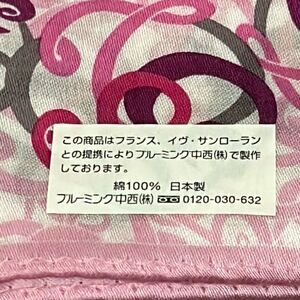 この商品はフランス、イヴ・サンローラン
との提携によりブルーミング中西(株)で製作
しております。
綿100% 日本製
ブルーミング中西(株) 0120-030-632